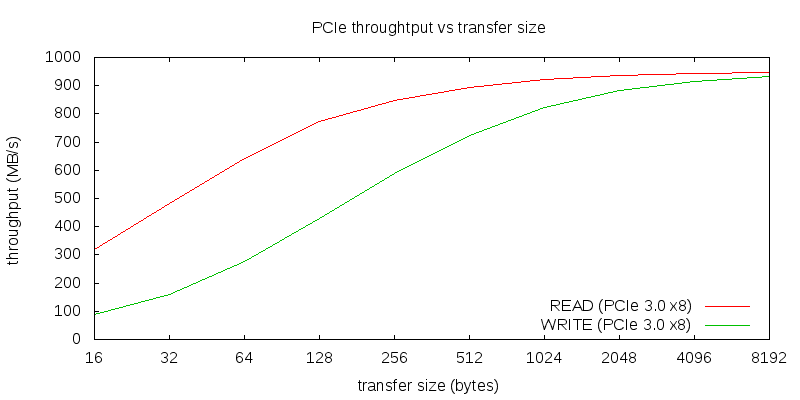 PCIe throughtput vs transfer size
1000
900
800
700
600
500
400
300
200
100
0
throughput (MB/s)
READ (PCIe 3.0 x8)
WRITE (PCIe 3.0 x8)
16 32 64 128 256 512 1024 2048 4096 8192
transfer size (bytes)